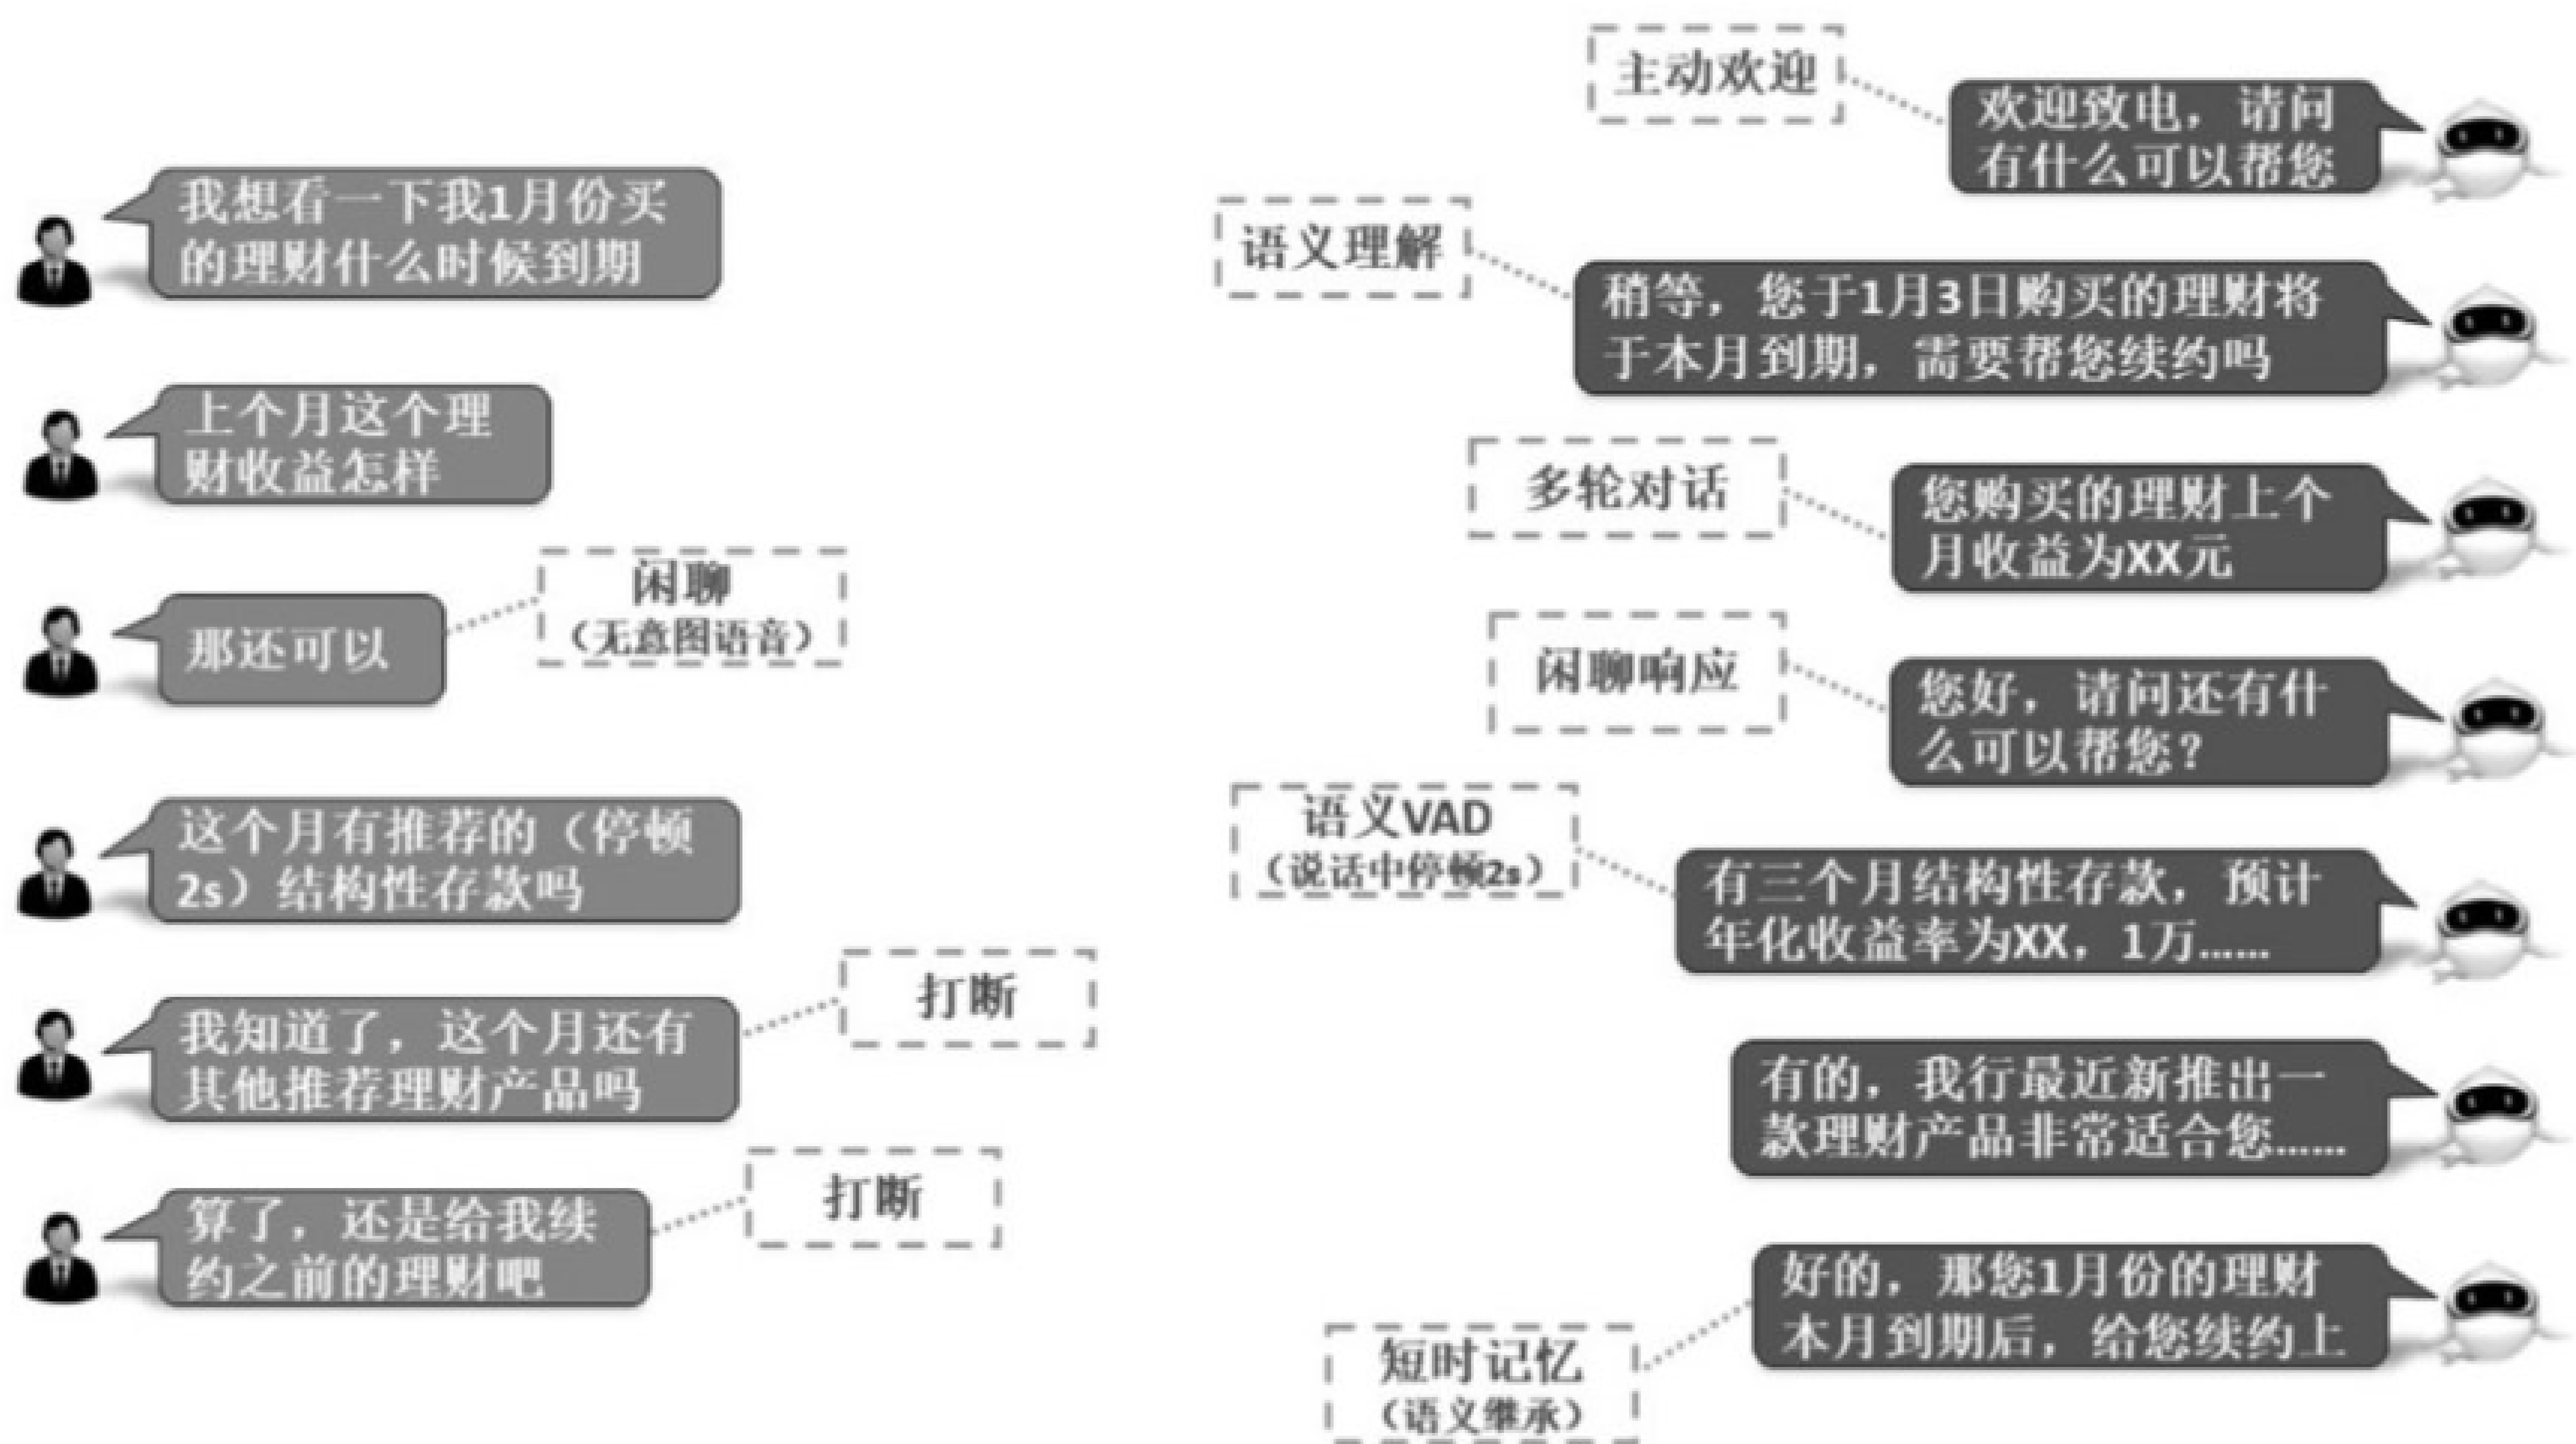 主动欢迎
欢迎致电，请问
有什么可以帮您
我想看一下我1月份买
的理财什么时候到期
语义理解
稍等，您于1月3日购买的理财将
于本月到期，需要帮您续约吗
上个月这个理
财收益怎样
多轮对话
您购买的理财上个
月收益为XX元
那还可以
闲聊
（无意图语音）
闲聊响应
您好，请问还有什
么可以帮您？
这个月有推荐的（停顿
2s）结构性存款吗
语义VAD
（说话中停顿2s）
有三个月结构性存款，预计
年化收益率为XX，1万……
我知道了，这个月还有
其他推荐理财产品吗
打断
有的，我行最近新推出一
款理财产品非常适合您……
算了，还是给我续
约之前的理财吧
打断
好的，那您1月份的理财
本月到期后，给您续约上
短时记忆
（语义继承）